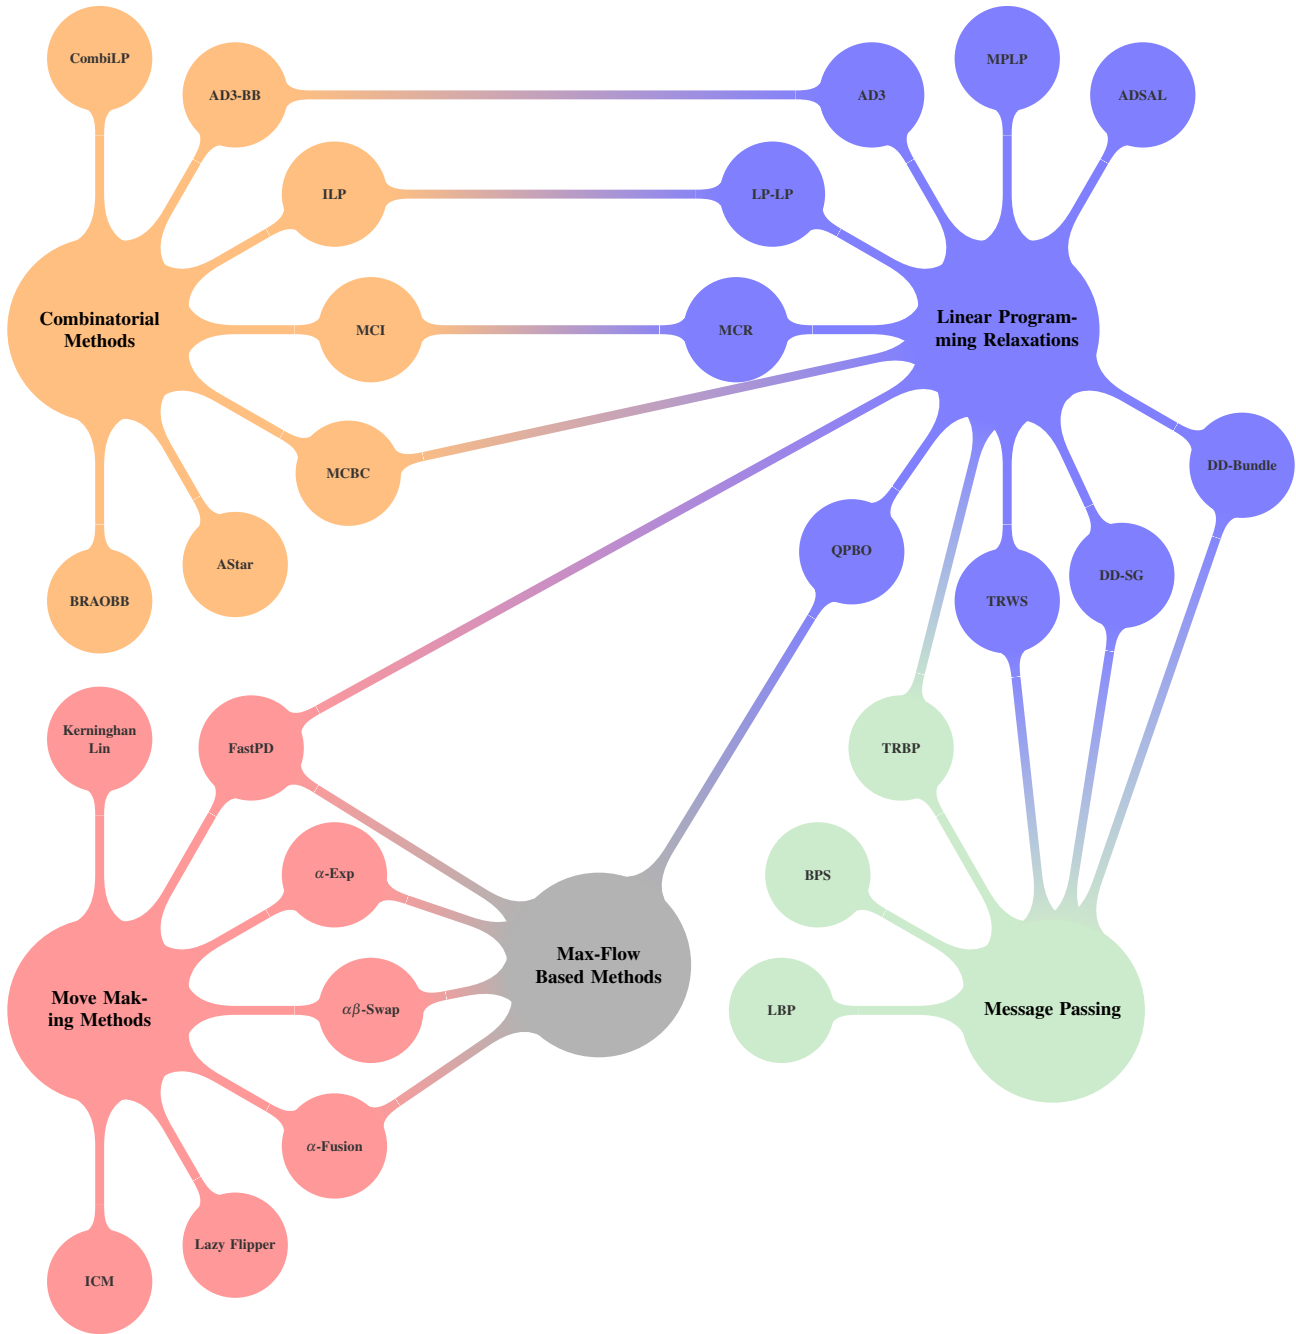 CombiLP
AD3-BB
AD3
MPLP
ADSAL
ILP
LP-LP
Combinatorial
Methods
MCI
MCR
Linear Program-
ming Relaxations
MCBC
DD-Bundle
QPBO
AStar
DD-SG
BRAOBB
TRWS
Kerninghan
Lin
FastPD
TRBP
α-Exp
BPS
Max-Flow
Based Methods
Move Mak-
ing Methods
αβ-Swap
LBP
Message Passing
α-Fusion
Lazy Flipper
ICM